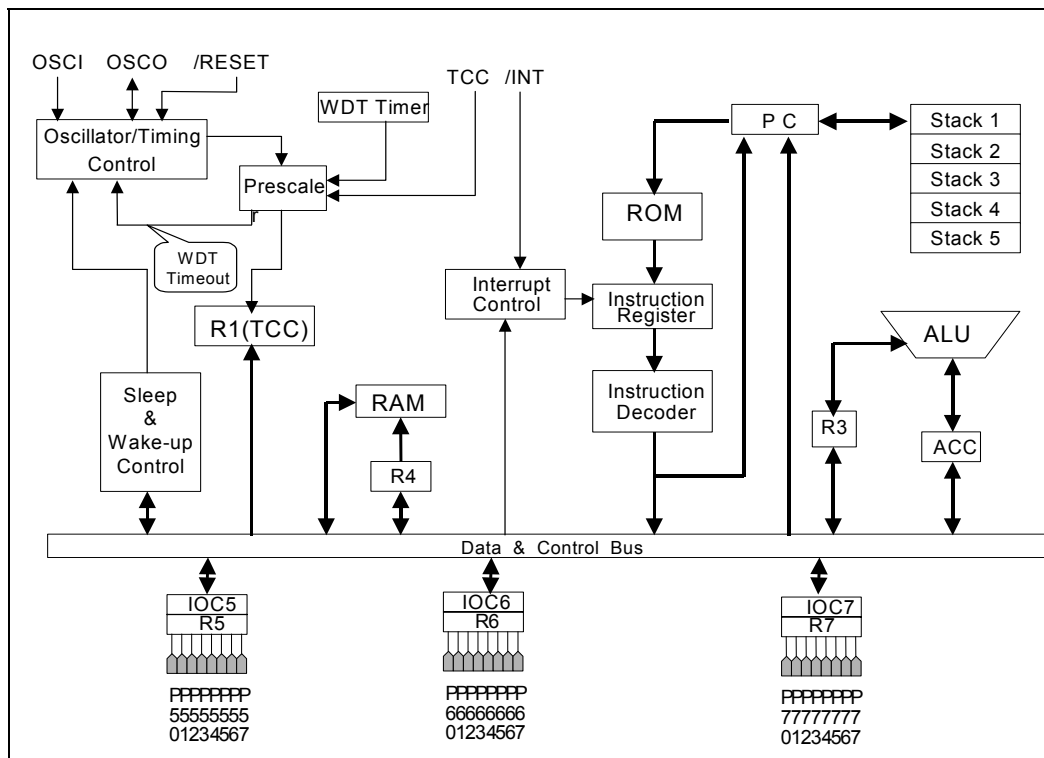 OSCI OSCO /RESET
TCC /INT
WDT Timer
Oscillator/Timing
Control
Prescale
r
WDT
Timeout
R1(TCC)
Sleep
&
Wake-up
Control
RAM
R4
Interrupt
Control
P C
ROM
Instruction
Register
Instruction
Decoder
Stack 1
Stack 2
Stack 3
Stack 4
Stack 5
ALU
R3
ACC
Data & Control Bus
IOC5
R5
PPPPPPPP
55555555
01234567
IOC6
R6
PPPPPPPP
66666666
01234567
IOC7
R7
PPPPPPPP
77777777
01234567